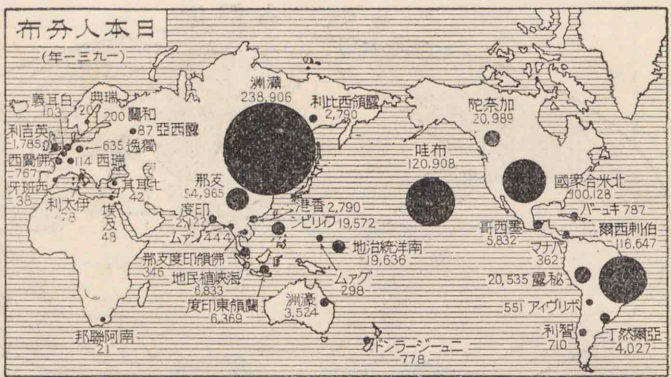 日本人分布
(一九三一年)
滿洲
238,906
露領西比利
2,790
加奈陀
20,989
布哇
120,908
北米合衆國
100,128
白耳義
103
瑞典
20
和蘭
200
露西亞 87
英吉利
1,785
獨逸 635
佛蘭西
767
瑞西 114
西班牙
38
伊太利
78
土耳其
42
埃及
48
支那
54,965
印度
シアム 444
香港 2,790
フィリピン 19,572
南洋統治地
19,636
グアム
298
佛領印度支那
346
海峽植民地
6,833
蘭領東印度
6,369
濠洲
3,524
ニュージーランド
778
南阿聯邦
21
墨西哥
5,832
キューバ 787
パナマ
362
伯剌西爾
116,647
秘露 20,535
ボリヴィア 551
智利
710
亞爾然丁
4,027